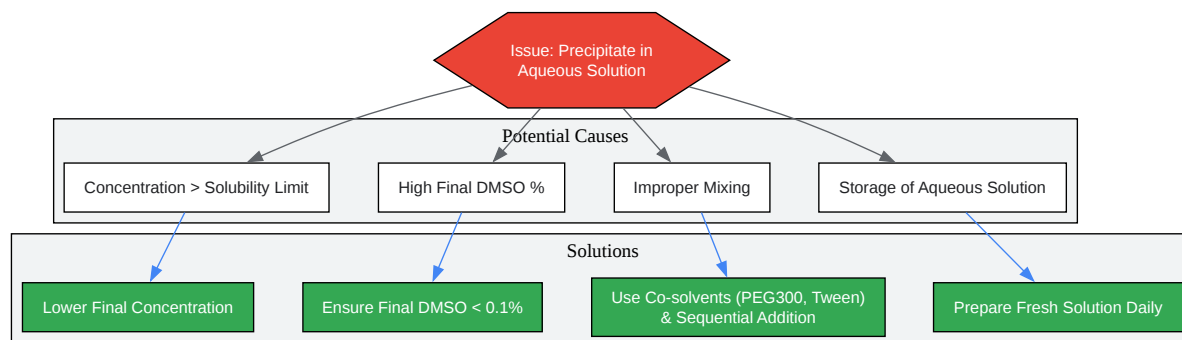 Issue: Precipitate in
Aqueous Solution
Potential Causes
Concentration > Solubility Limit
High Final DMSO %
Improper Mixing
Storage of Aqueous Solution
Solutions
Lower Final Concentration
Ensure Final DMSO < 0.1%
Use Co-solvents (PEG300, Tween)
& Sequential Addition
Prepare Fresh Solution Daily